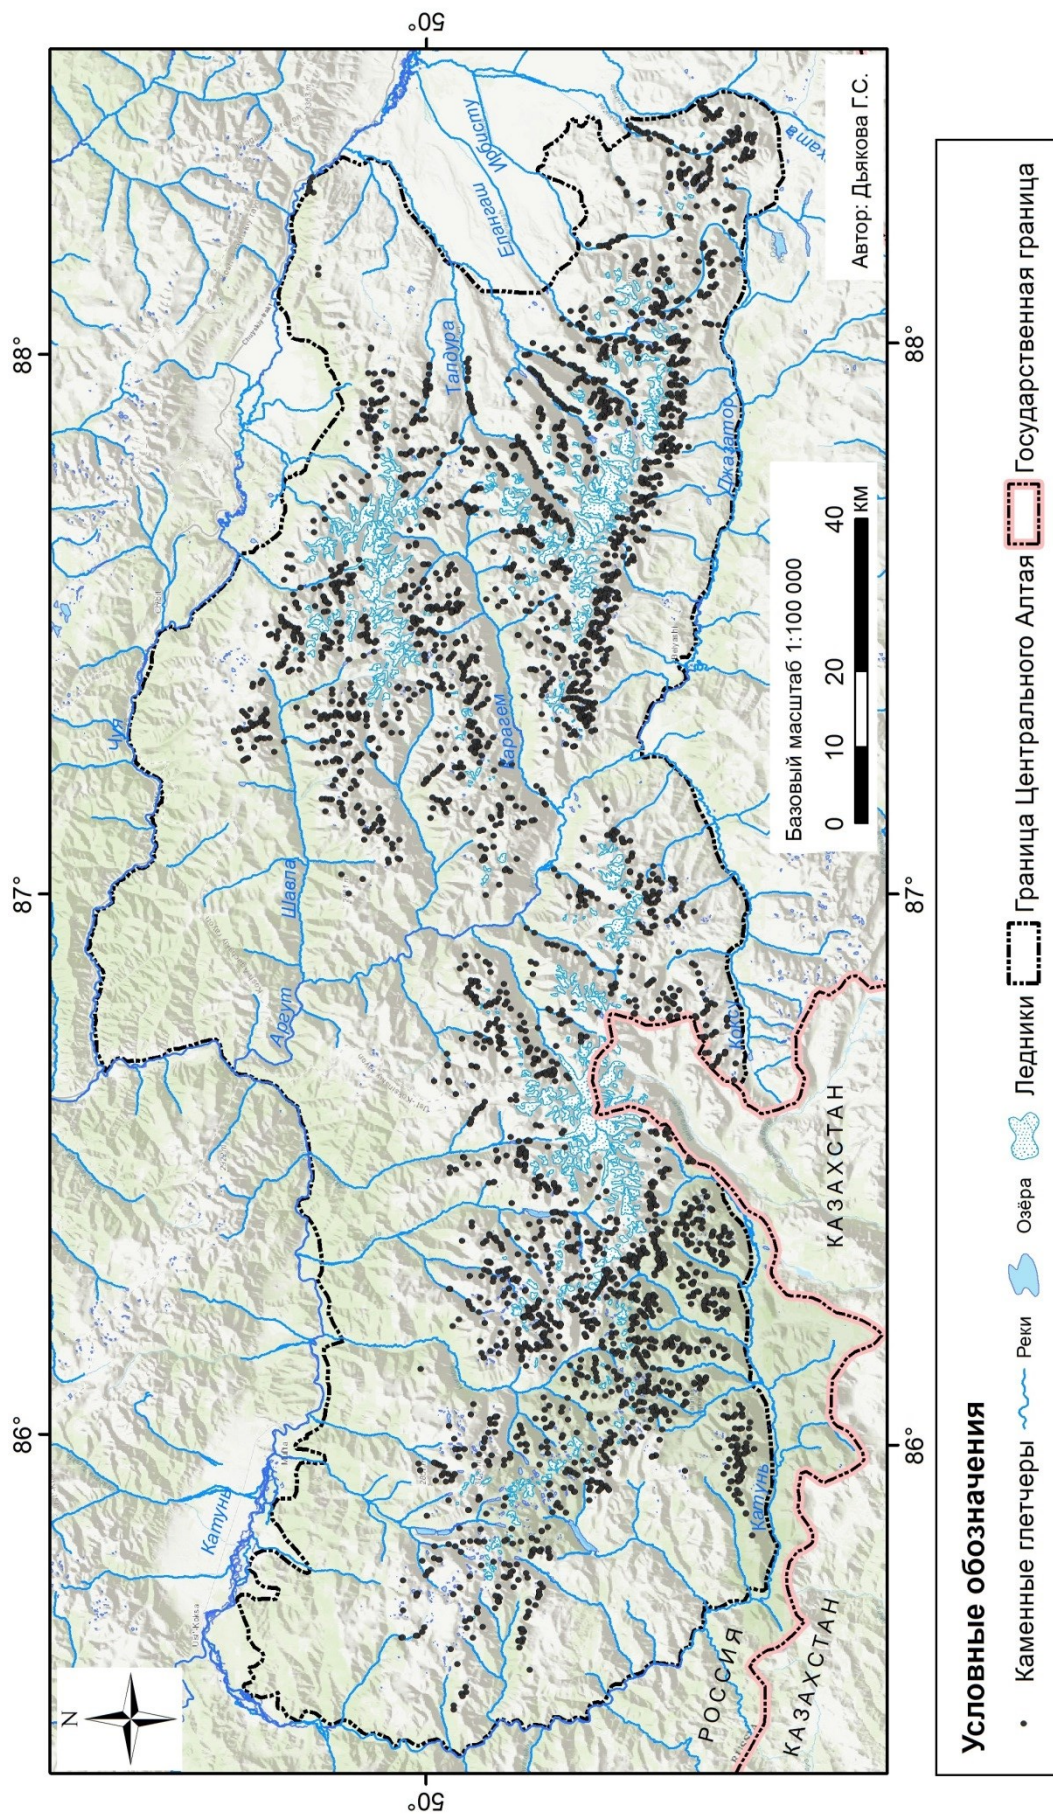 86°
87°
88°
N
50°
50°
Катунь
Чуя
Аргут
Шавла
Талдура
Елангаш
Ирбисту
Карагем
Джазатор
Коксу
Катунь
РОССИЯ
КАЗАХСТАН
КАЗАХСТАН
Базовый масштаб 1:100 000
0 10 20 40
км
Автор: Дьякова Г.С.
86°
87°
88°
Условные обозначения
Каменные глетчеры Реки Озёра Ледники Граница Центрального Алтая Государственная граница